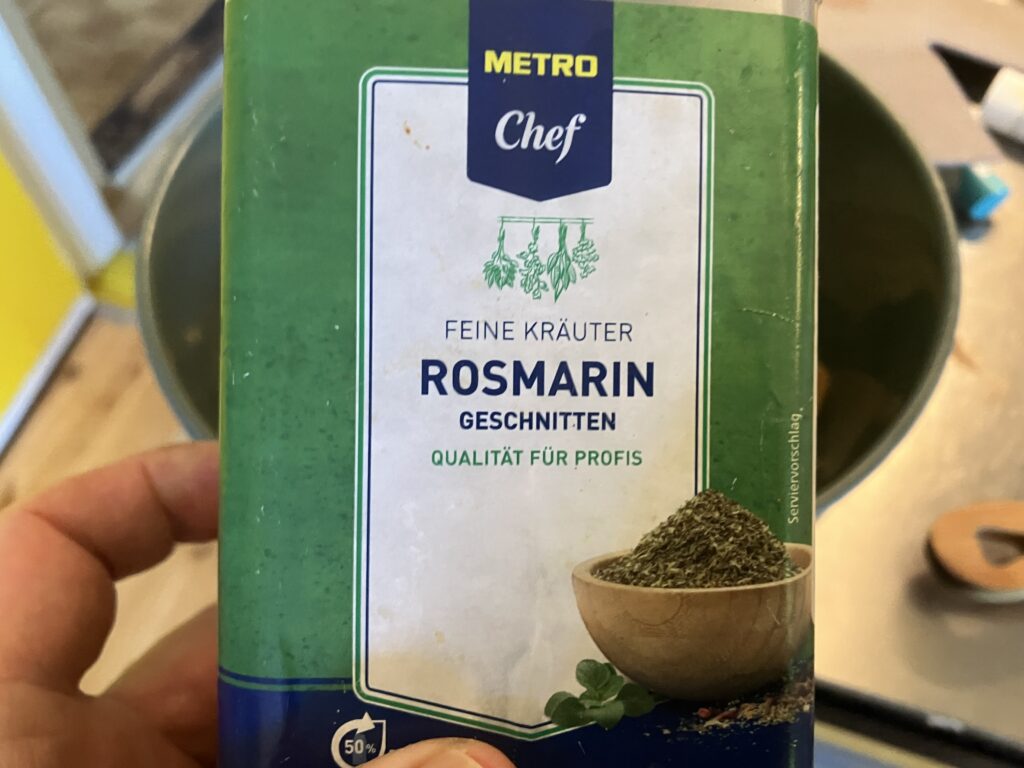 METRO
Chef
FEINE KRÄUTER
ROSMARIN
GESCHNITTEN
QUALITÄT FÜR PROFIS
Serviervorschlag
50%